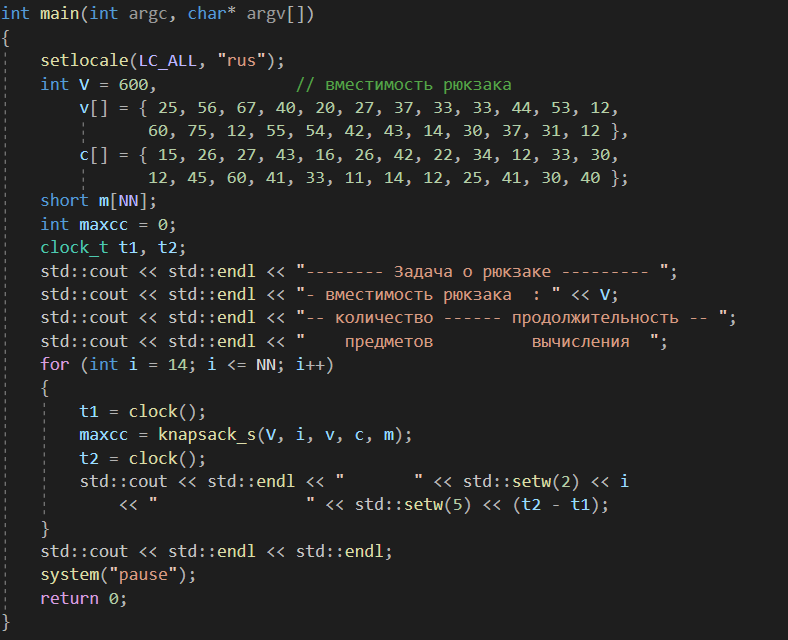 int main(int argc, char* argv[])
{
    setlocale(LC_ALL, "rus");
    int V = 600,              // вместимость рюкзака
        v[] = { 25, 56, 67, 40, 20, 27, 37, 33, 33, 44, 53, 12,
               60, 75, 12, 55, 54, 42, 43, 14, 30, 37, 31, 12 },
        c[] = { 15, 26, 27, 43, 16, 26, 42, 22, 34, 12, 33, 30,
               12, 45, 60, 41, 33, 11, 14, 12, 25, 41, 30, 40 };
    short m[NN];
    int maxcc = 0;
    clock_t t1, t2;
    std::cout << std::endl << "-------- Задача о рюкзаке --------- ";
    std::cout << std::endl << "- вместимость рюкзака  : " << V;
    std::cout << std::endl << "-- количество ------ продолжительность -- ";
    std::cout << std::endl << "    предметов          вычисления  ";
    for (int i = 14; i <= NN; i++)
    {
        t1 = clock();
        maxcc = knapsack_s(V, i, v, c, m);
        t2 = clock();
        std::cout << std::endl << "       " << std::setw(2) << i
            << "               " << std::setw(5) << (t2 - t1);
    }
    std::cout << std::endl << std::endl;
    system("pause");
    return 0;
}